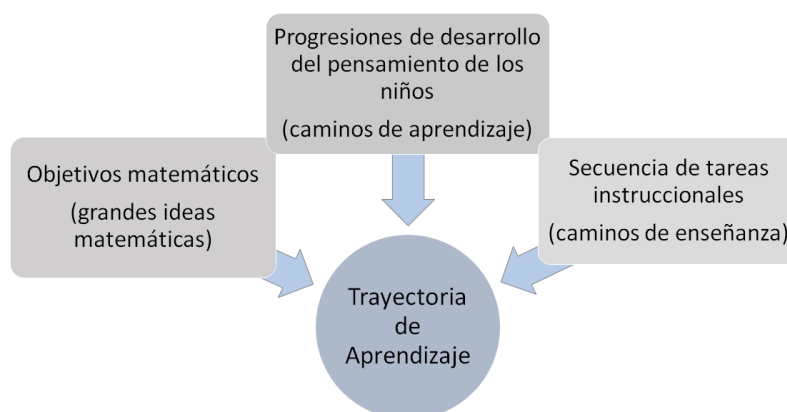 Progresiones de desarrollo
del pensamiento de los
niños
(caminos de aprendizaje)
Objetivos matemáticos
(grandes ideas
matemáticas)
Secuencia de tareas
instruccionales
(caminos de enseñanza)
Trayectoria
de
Aprendizaje